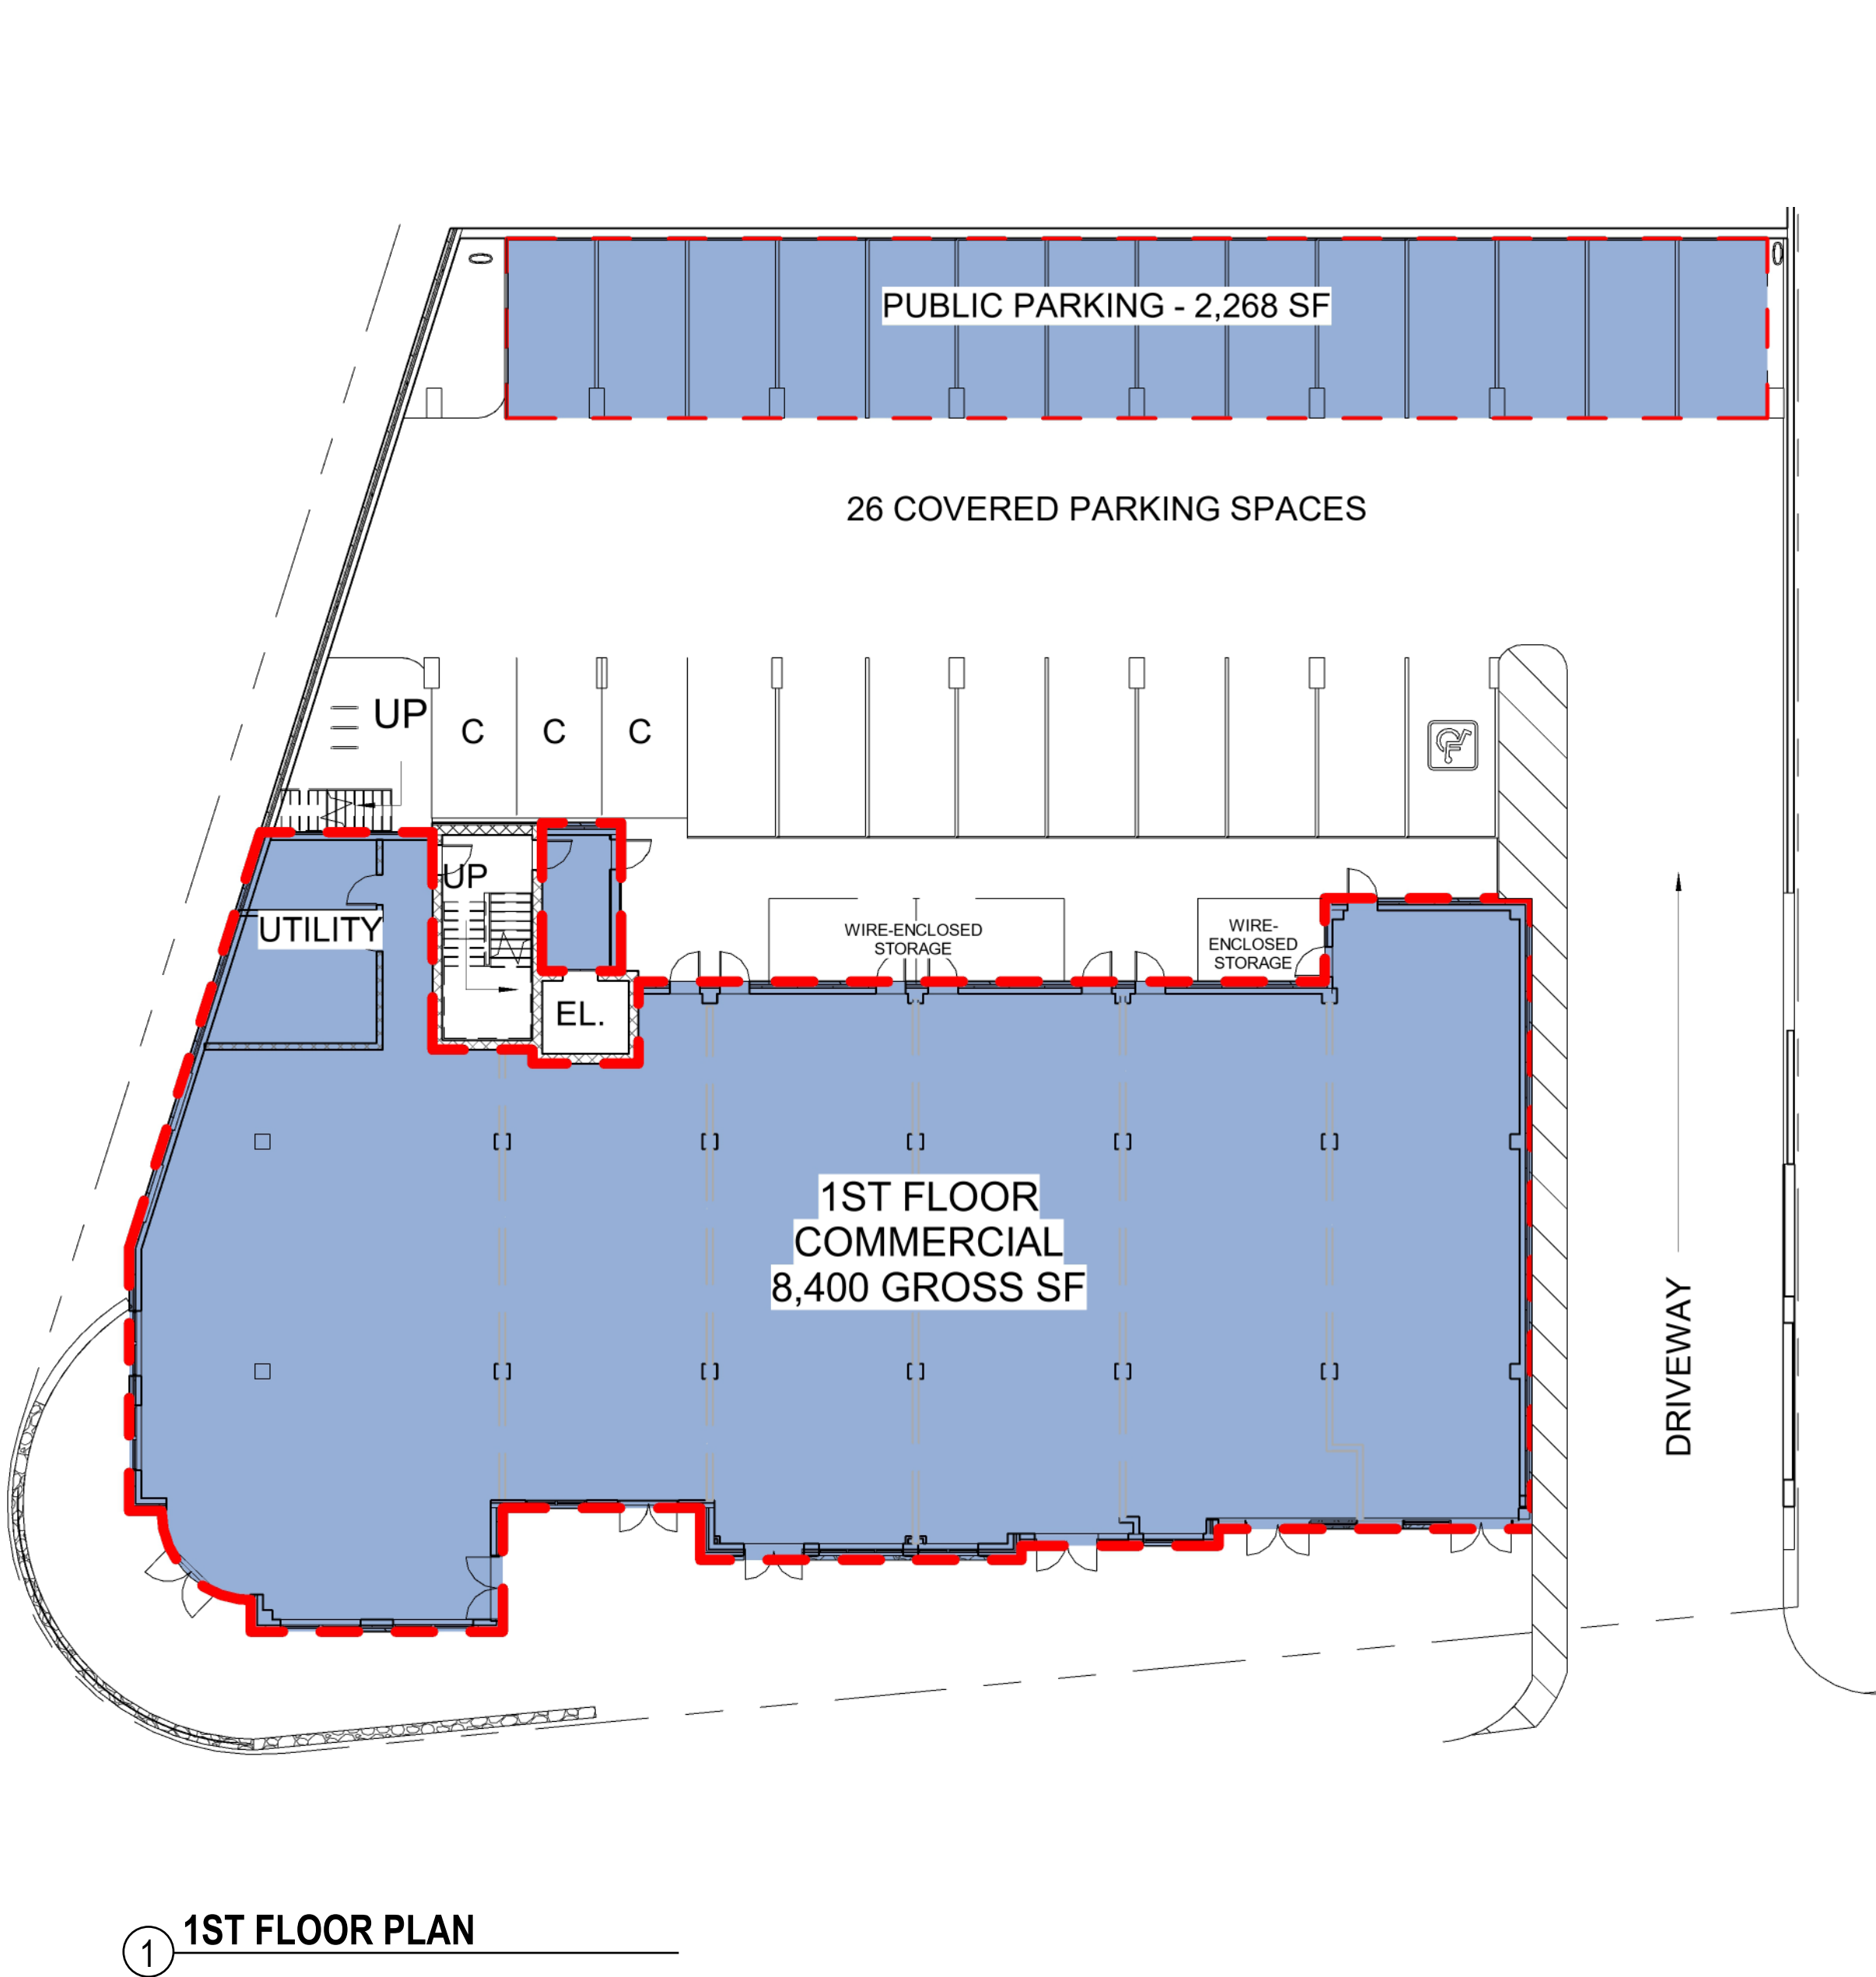 PUBLIC PARKING - 2,268 SF
26 COVERED PARKING SPACES
UP
C
C
C
UP
UTILITY
WIRE-ENCLOSED
STORAGE
WIRE-
ENCLOSED
STORAGE
EL.
1ST FLOOR
COMMERCIAL
8,400 GROSS SF
DRIVEWAY
1
1ST FLOOR PLAN